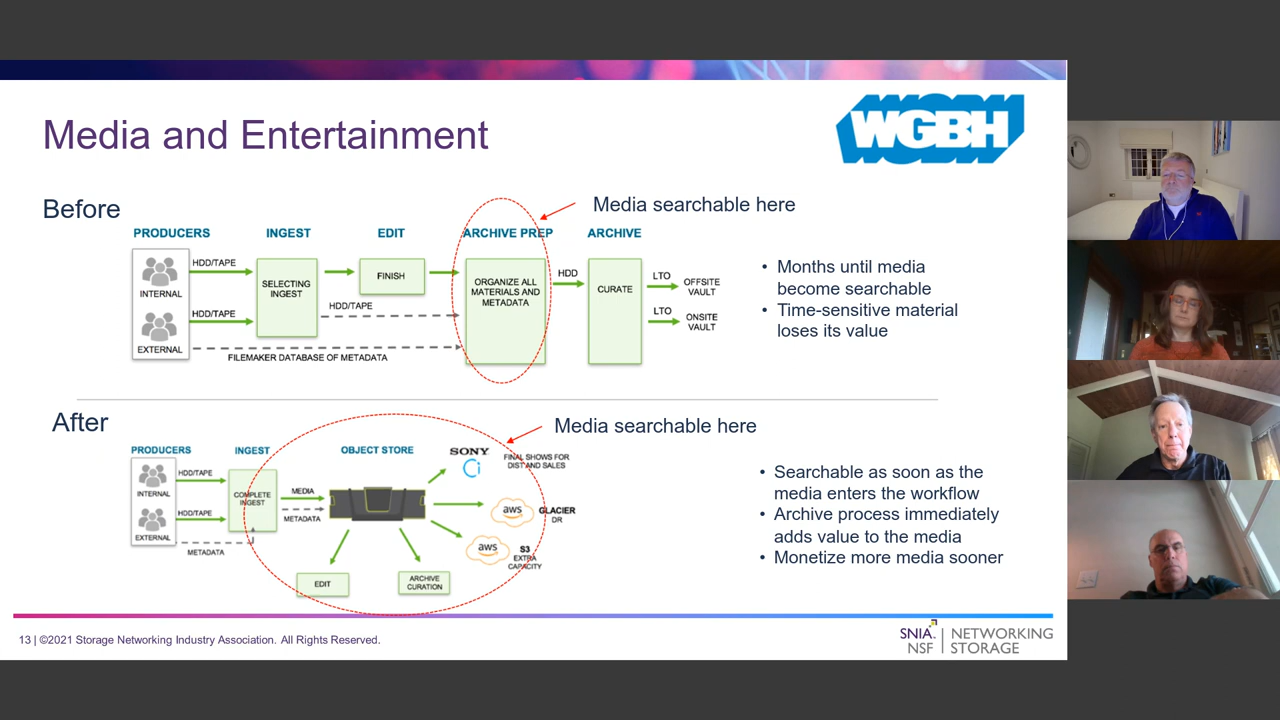 Media and Entertainment
WGBH
Before
Media searchable here
PRODUCERS
INGEST
EDIT
ARCHIVE PREP
ARCHIVE
HDD/TAPE
INTERNAL
HDD/TAPE
EXTERNAL
SELECTING
INGEST
FINISH
HDD/TAPE
FILEMAKER DATABASE OF METADATA
ORGANIZE ALL
MATERIALS AND
METADATA
HDD
CURATE
LTO
OFFSITE
VAULT
LTO
ONSITE
VAULT
• Months until media
become searchable
• Time-sensitive material
loses its value
After
Media searchable here
PRODUCERS
INGEST
OBJECT STORE
HDD/TAPE
INTERNAL
HDD/TAPE
EXTERNAL
METADATA
COMPLETE
INGEST
MEDIA
METADATA
SONY
Ci
FINAL SHOWS FOR
DIST AND SALES
aws
GLACIER
DR
aws
S3
EXTRA
CAPACITY
EDIT
ARCHIVE
CURATION
• Searchable as soon as the
media enters the workflow
• Archive process immediately
adds value to the media
• Monetize more media sooner
13 | ©2021 Storage Networking Industry Association. All Rights Reserved.
SNIA. | NETWORKING
NSF | STORAGE